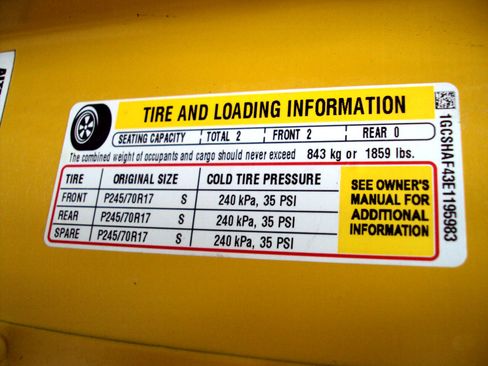 TIRE AND LOADING INFORMATION
SEATING CAPACITY TOTAL 2 FRONT 2 REAR 0
The combined weight of occupants and cargo should never exceed 843 kg or 1859 lbs.
TIRE ORIGINAL SIZE COLD TIRE PRESSURE
FRONT P245/70R17 S 240 kPa, 35 PSI
REAR P245/70R17 S 240 kPa, 35 PSI
SPARE P245/70R17 S 240 kPa, 35 PSI
SEE OWNER'S
MANUAL FOR
ADDITIONAL
INFORMATION
1GCSHAF43E1195983